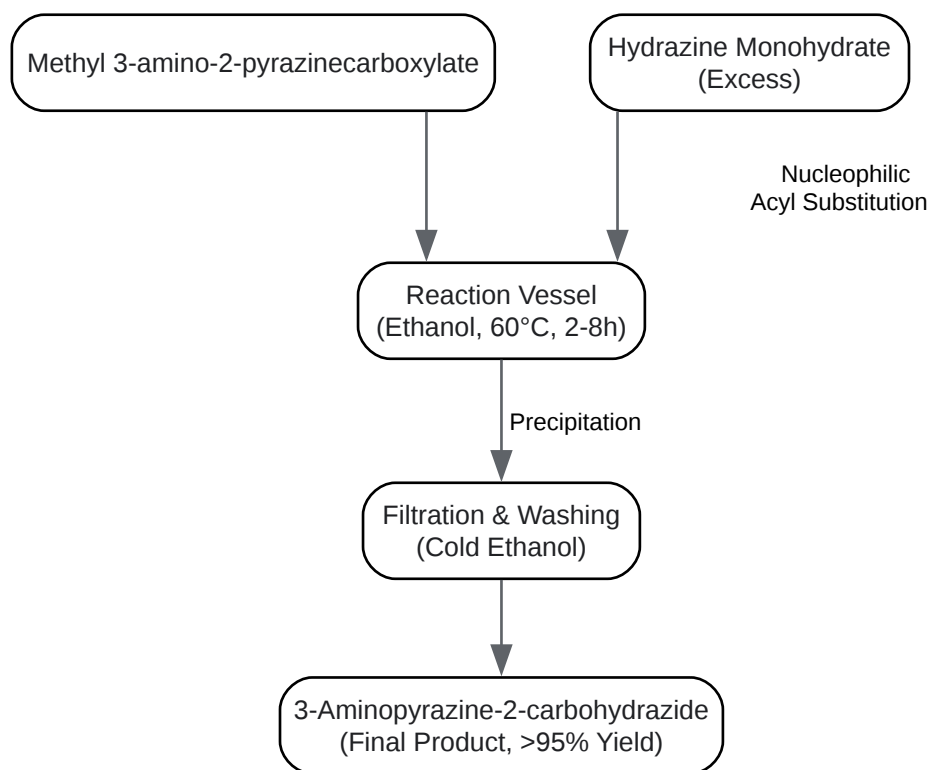 Methyl 3-amino-2-pyrazinecarboxylate
Hydrazine Monohydrate
(Excess)
Nucleophilic
Acyl Substitution
Reaction Vessel
(Ethanol, 60°C, 2-8h)
Precipitation
Filtration & Washing
(Cold Ethanol)
3-Aminopyrazine-2-carbohydrazide
(Final Product, >95% Yield)